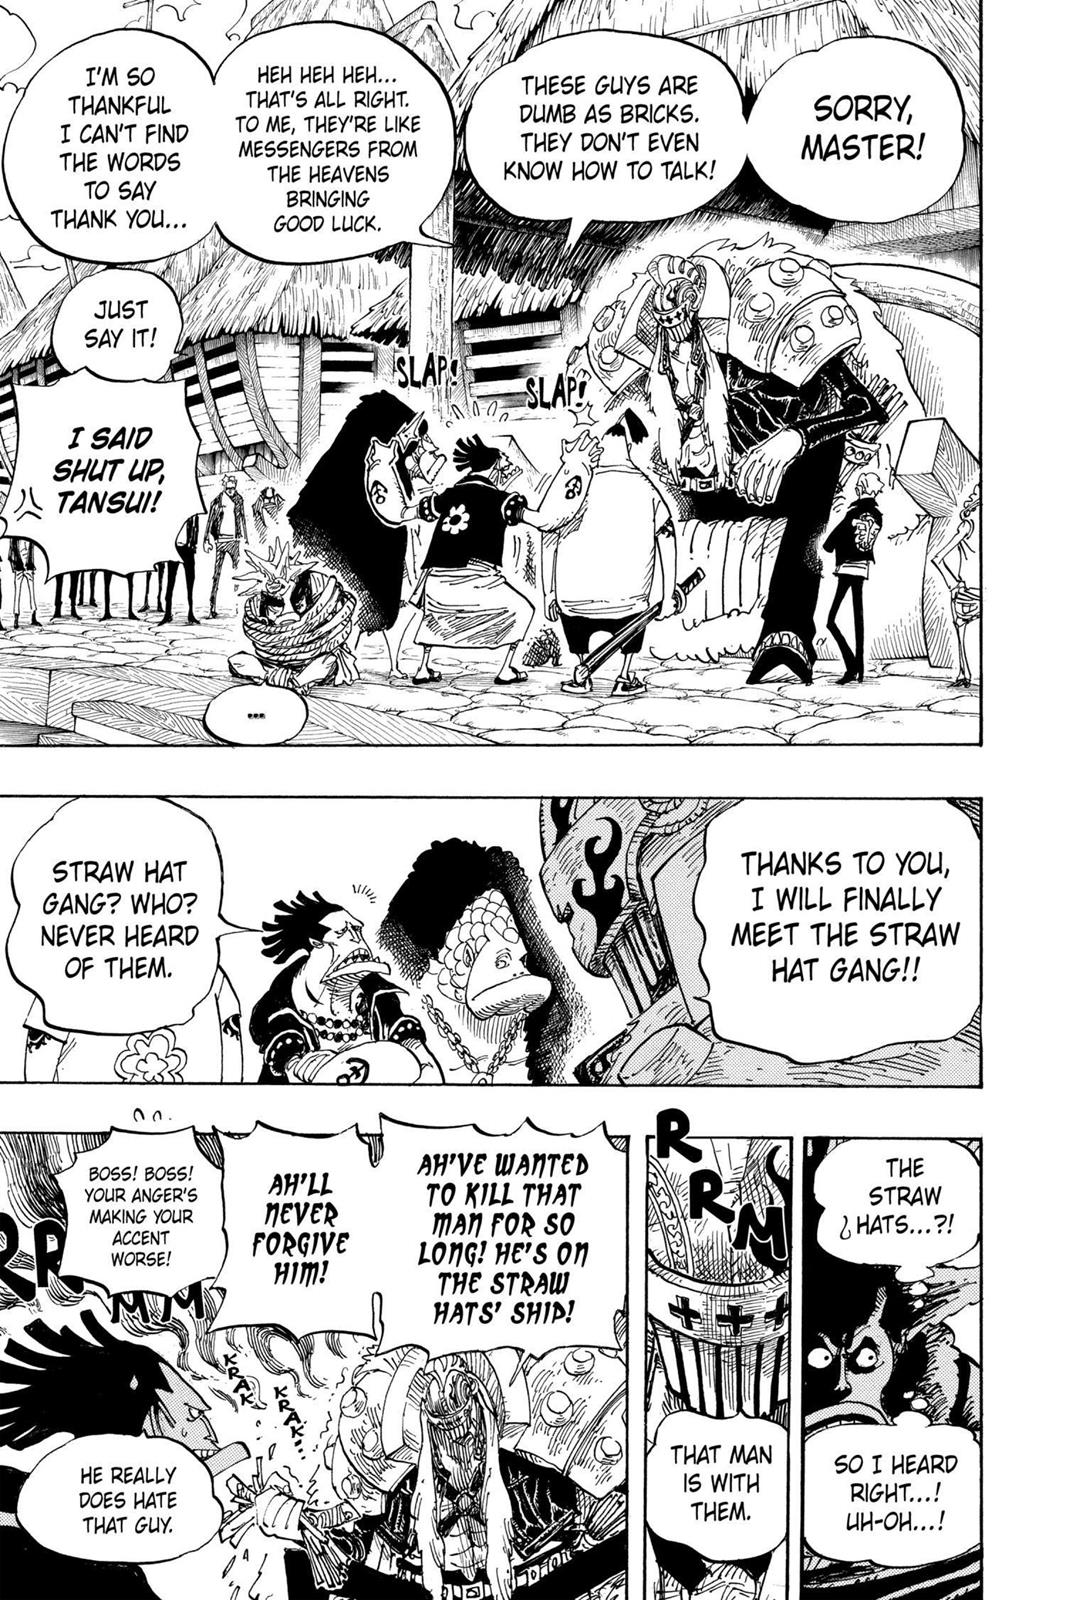 SORRY,
MASTER!
THESE GUYS ARE
DUMB AS BRICKS.
THEY DON'T EVEN
KNOW HOW TO TALK!
HEH HEH HEH...
THAT'S ALL RIGHT.
TO ME, THEY'RE LIKE
MESSENGERS FROM
THE HEAVENS
BRINGING
GOOD LUCK.
I'M SO
THANKFUL
I CAN'T FIND
THE WORDS
TO SAY
THANK YOU...
JUST
SAY IT!
SLAP!
SLAP!
I SAID
SHUT UP,
TANSUI!
...
THANKS TO YOU,
I WILL FINALLY
MEET THE STRAW
HAT GANG!!
STRAW HAT
GANG? WHO?
NEVER HEARD
OF THEM.
THE
STRAW
HATS...?!
SO I HEARD
RIGHT...!
UH-OH...!
RRRM
THAT MAN
IS WITH
THEM.
AH'VE WANTED
TO KILL THAT
MAN FOR SO
LONG! HE'S ON
THE STRAW
HATS' SHIP!
AH'LL
NEVER
FORGIVE
HIM!
BOSS! BOSS!
YOUR ANGER'S
MAKING YOUR
ACCENT
WORSE!
KRAK
KRAK...
HE REALLY
DOES HATE
THAT GUY.